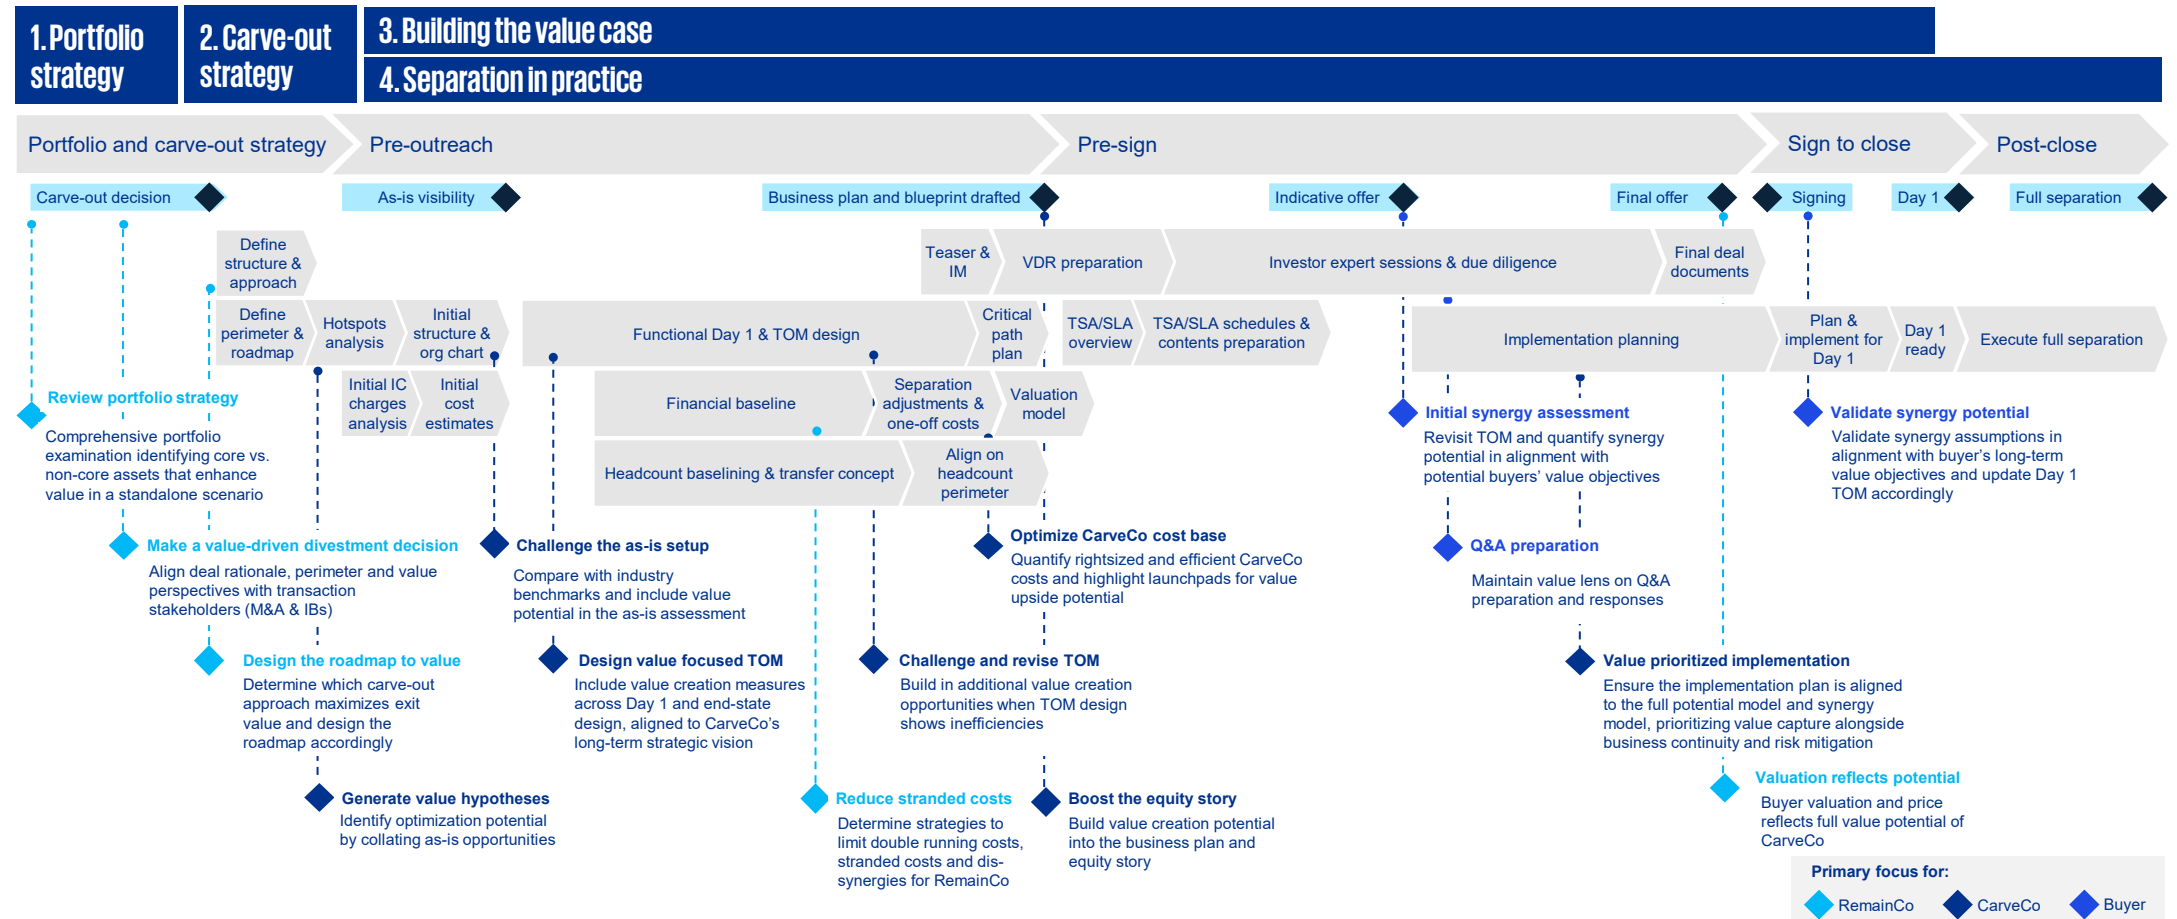 1. Portfolio
strategy
2. Carve-out
strategy
3. Building the value case
4. Separation in practice
Portfolio and carve-out strategy
Pre-outreach
Pre-sign
Sign to close
Post-close
Carve-out decision
As-is visibility
Business plan and blueprint drafted
Indicative offer
Final offer
Signing
Day 1
Full separation
Define
structure &
approach
Teaser &
IM
VDR preparation
Investor expert sessions & due diligence
Final deal
documents
Define
perimeter &
roadmap
Hotspots
analysis
Initial
structure &
org chart
Functional Day 1 & TOM design
Critical
path
plan
TSA/SLA
overview
TSA/SLA schedules &
contents preparation
Implementation planning
Plan &
implement for
Day 1
Day 1
ready
Execute full separation
Initial IC
charges
analysis
Initial
cost
estimates
Financial baseline
Separation
adjustments &
one-off costs
Valuation
model
Headcount baselining & transfer concept
Align on
headcount
perimeter
Review portfolio strategy
Comprehensive portfolio
examination identifying core vs.
non-core assets that enhance
value in a standalone scenario
Initial synergy assessment
Revisit TOM and quantify synergy
potential in alignment with
potential buyers' value objectives
Validate synergy potential
Validate synergy assumptions in
alignment with buyer's long-term
value objectives and update Day 1
TOM accordingly
Make a value-driven divestment decision
Align deal rationale, perimeter and value
perspectives with transaction
stakeholders (M&A & IBs)
Challenge the as-is setup
Compare with industry
benchmarks and include value
potential in the as-is assessment
Optimize CarveCo cost base
Quantify rightsized and efficient CarveCo
costs and highlight launchpads for value
upside potential
Q&A preparation
Maintain value lens on Q&A
preparation and responses
Design the roadmap to value
Determine which carve-out
approach maximizes exit
value and design the
roadmap accordingly
Design value focused TOM
Include value creation measures
across Day 1 and end-state
design, aligned to CarveCo's
long-term strategic vision
Challenge and revise TOM
Build in additional value creation
opportunities when TOM design
shows inefficiencies
Value prioritized implementation
Ensure the implementation plan is aligned
to the full potential model and synergy
model, prioritizing value capture alongside
business continuity and risk mitigation
Generate value hypotheses
Identify optimization potential
by collating as-is opportunities
Reduce stranded costs
Determine strategies to
limit double running costs,
stranded costs and dis-
synergies for RemainCo
Boost the equity story
Build value creation potential
into the business plan and
equity story
Valuation reflects potential
Buyer valuation and price
reflects full value potential of
CarveCo
Primary focus for:
RemainCo
CarveCo
Buyer